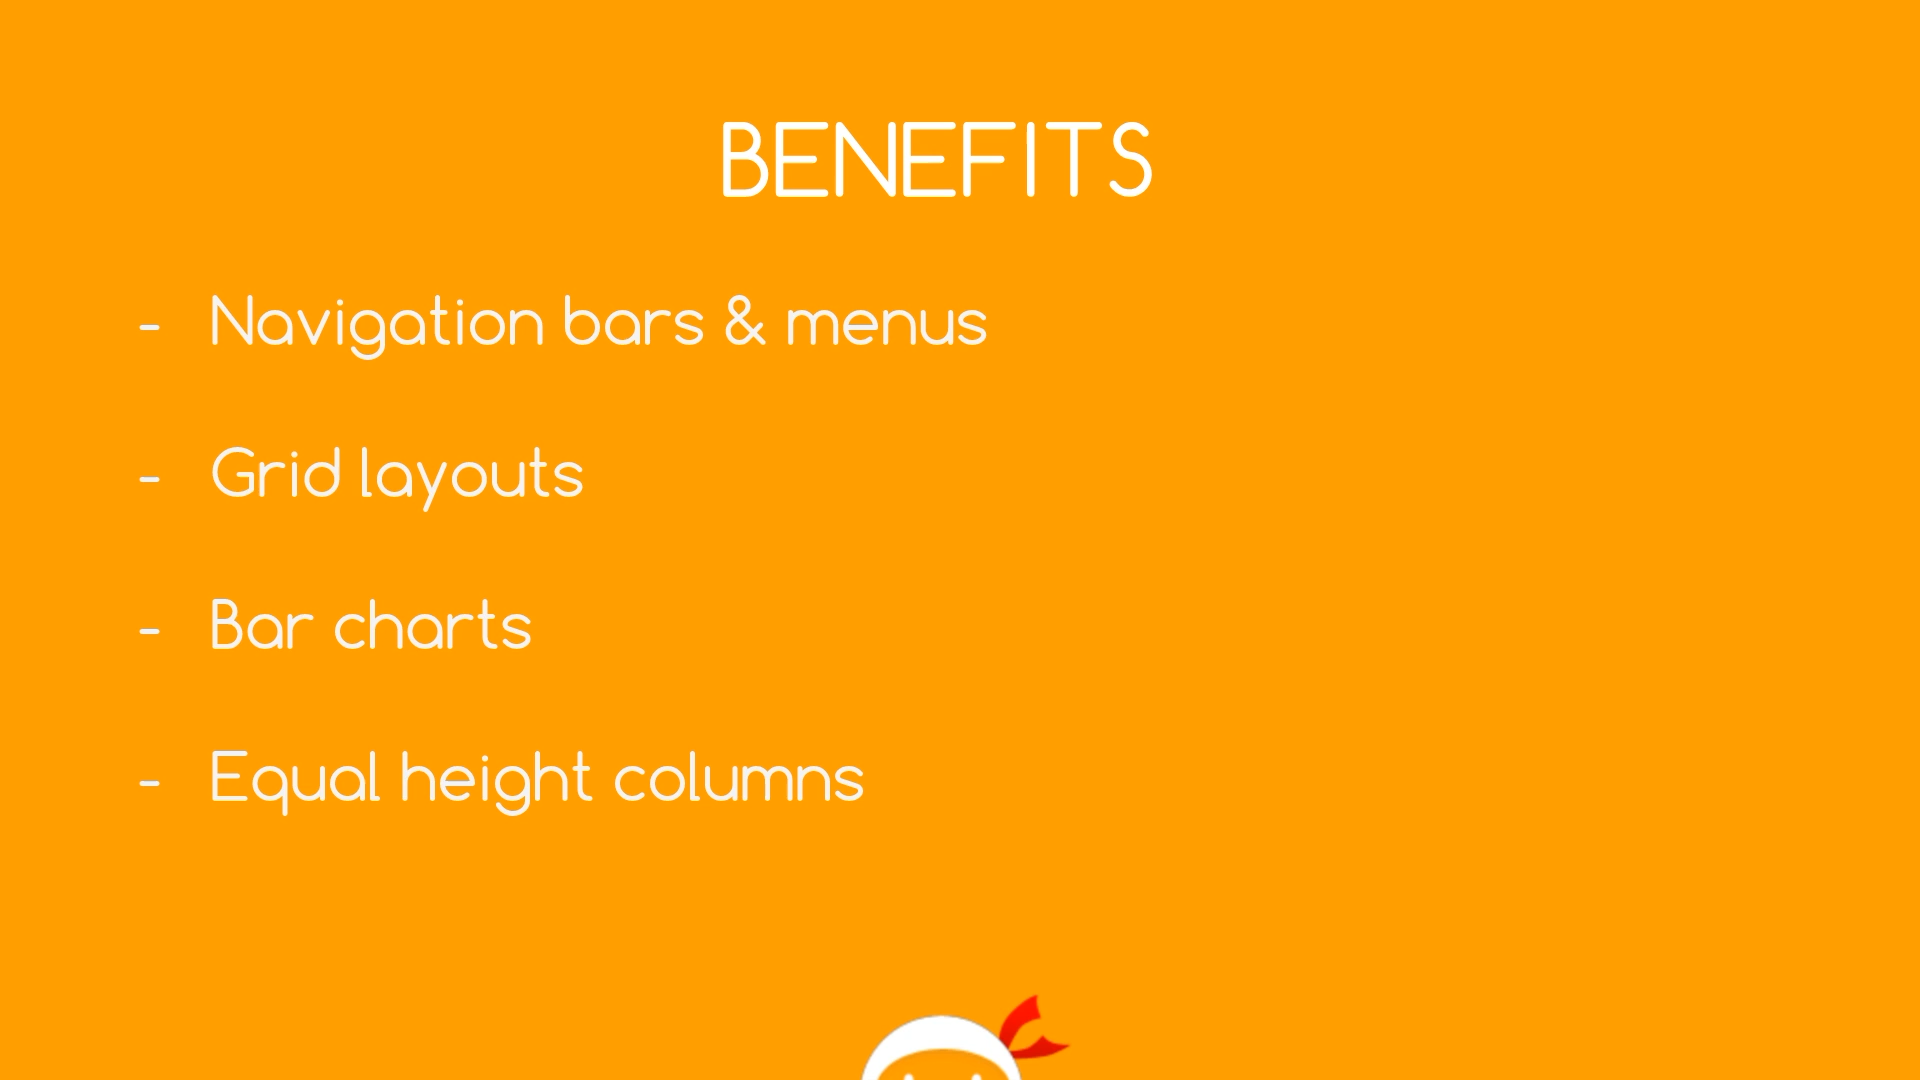 BENEFITS
- Navigation bars & menus
- Grid layouts
- Bar charts
- Equal height columns